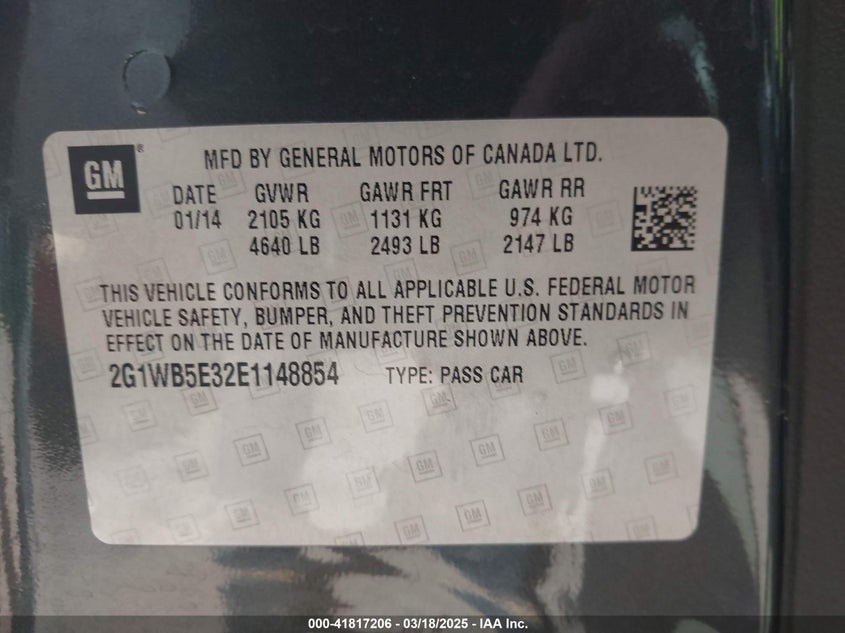 GM ®
MFD BY GENERAL MOTORS OF CANADA LTD.
DATE GVWR GAWR FRT GAWR RR
01/14 2105 KG 1131 KG 974 KG
4640 LB 2493 LB 2147 LB
THIS VEHICLE CONFORMS TO ALL APPLICABLE U.S. FEDERAL MOTOR
VEHICLE SAFETY, BUMPER, AND THEFT PREVENTION STANDARDS IN
EFFECT ON THE DATE OF MANUFACTURE SHOWN ABOVE.
2G1WB5E32E1148854 TYPE: PASS CAR
000-41817206 - 03/18/2025 - IAA Inc.